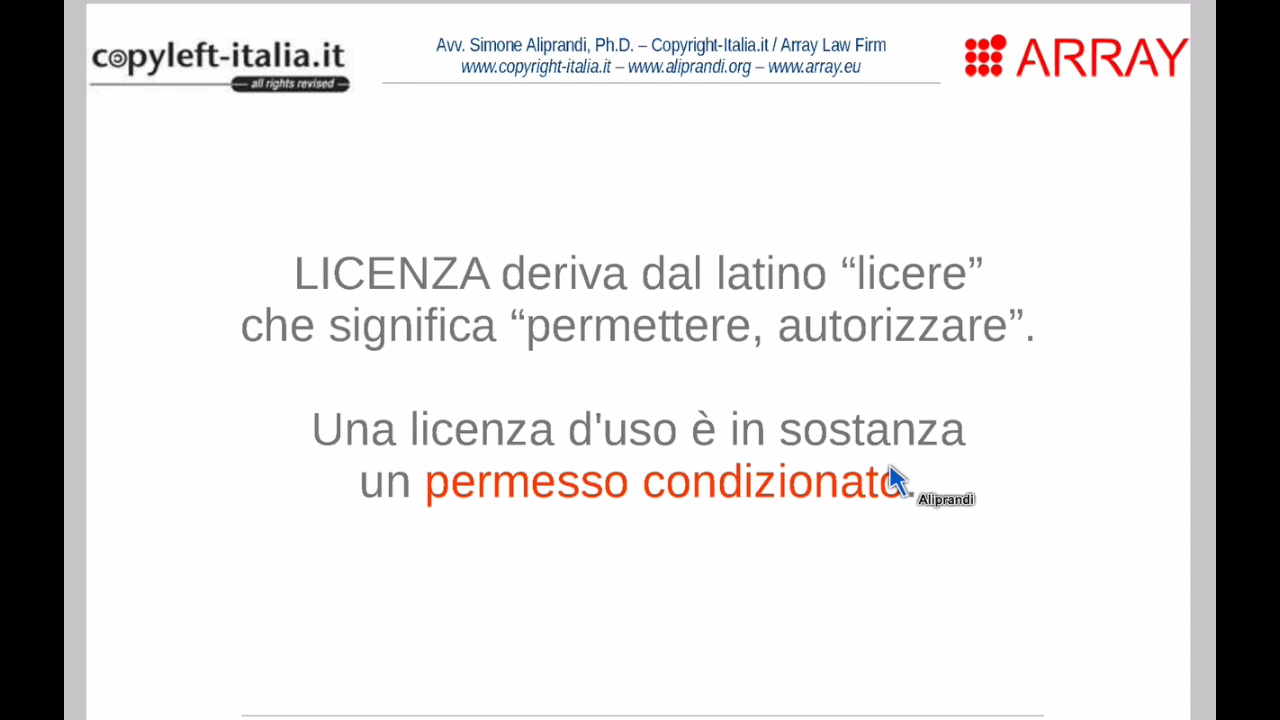 copyleft-italia.it
all rights revised
Avv. Simone Aliprandi, Ph.D. – Copyright-Italia.it / Array Law Firm
www.copyright-italia.it – www.aliprandi.org – www.array.eu
ARRAY
LICENZA deriva dal latino “licere”
che significa “permettere, autorizzare”.
Una licenza d'uso è in sostanza
un permesso condizionato.
Aliprandi